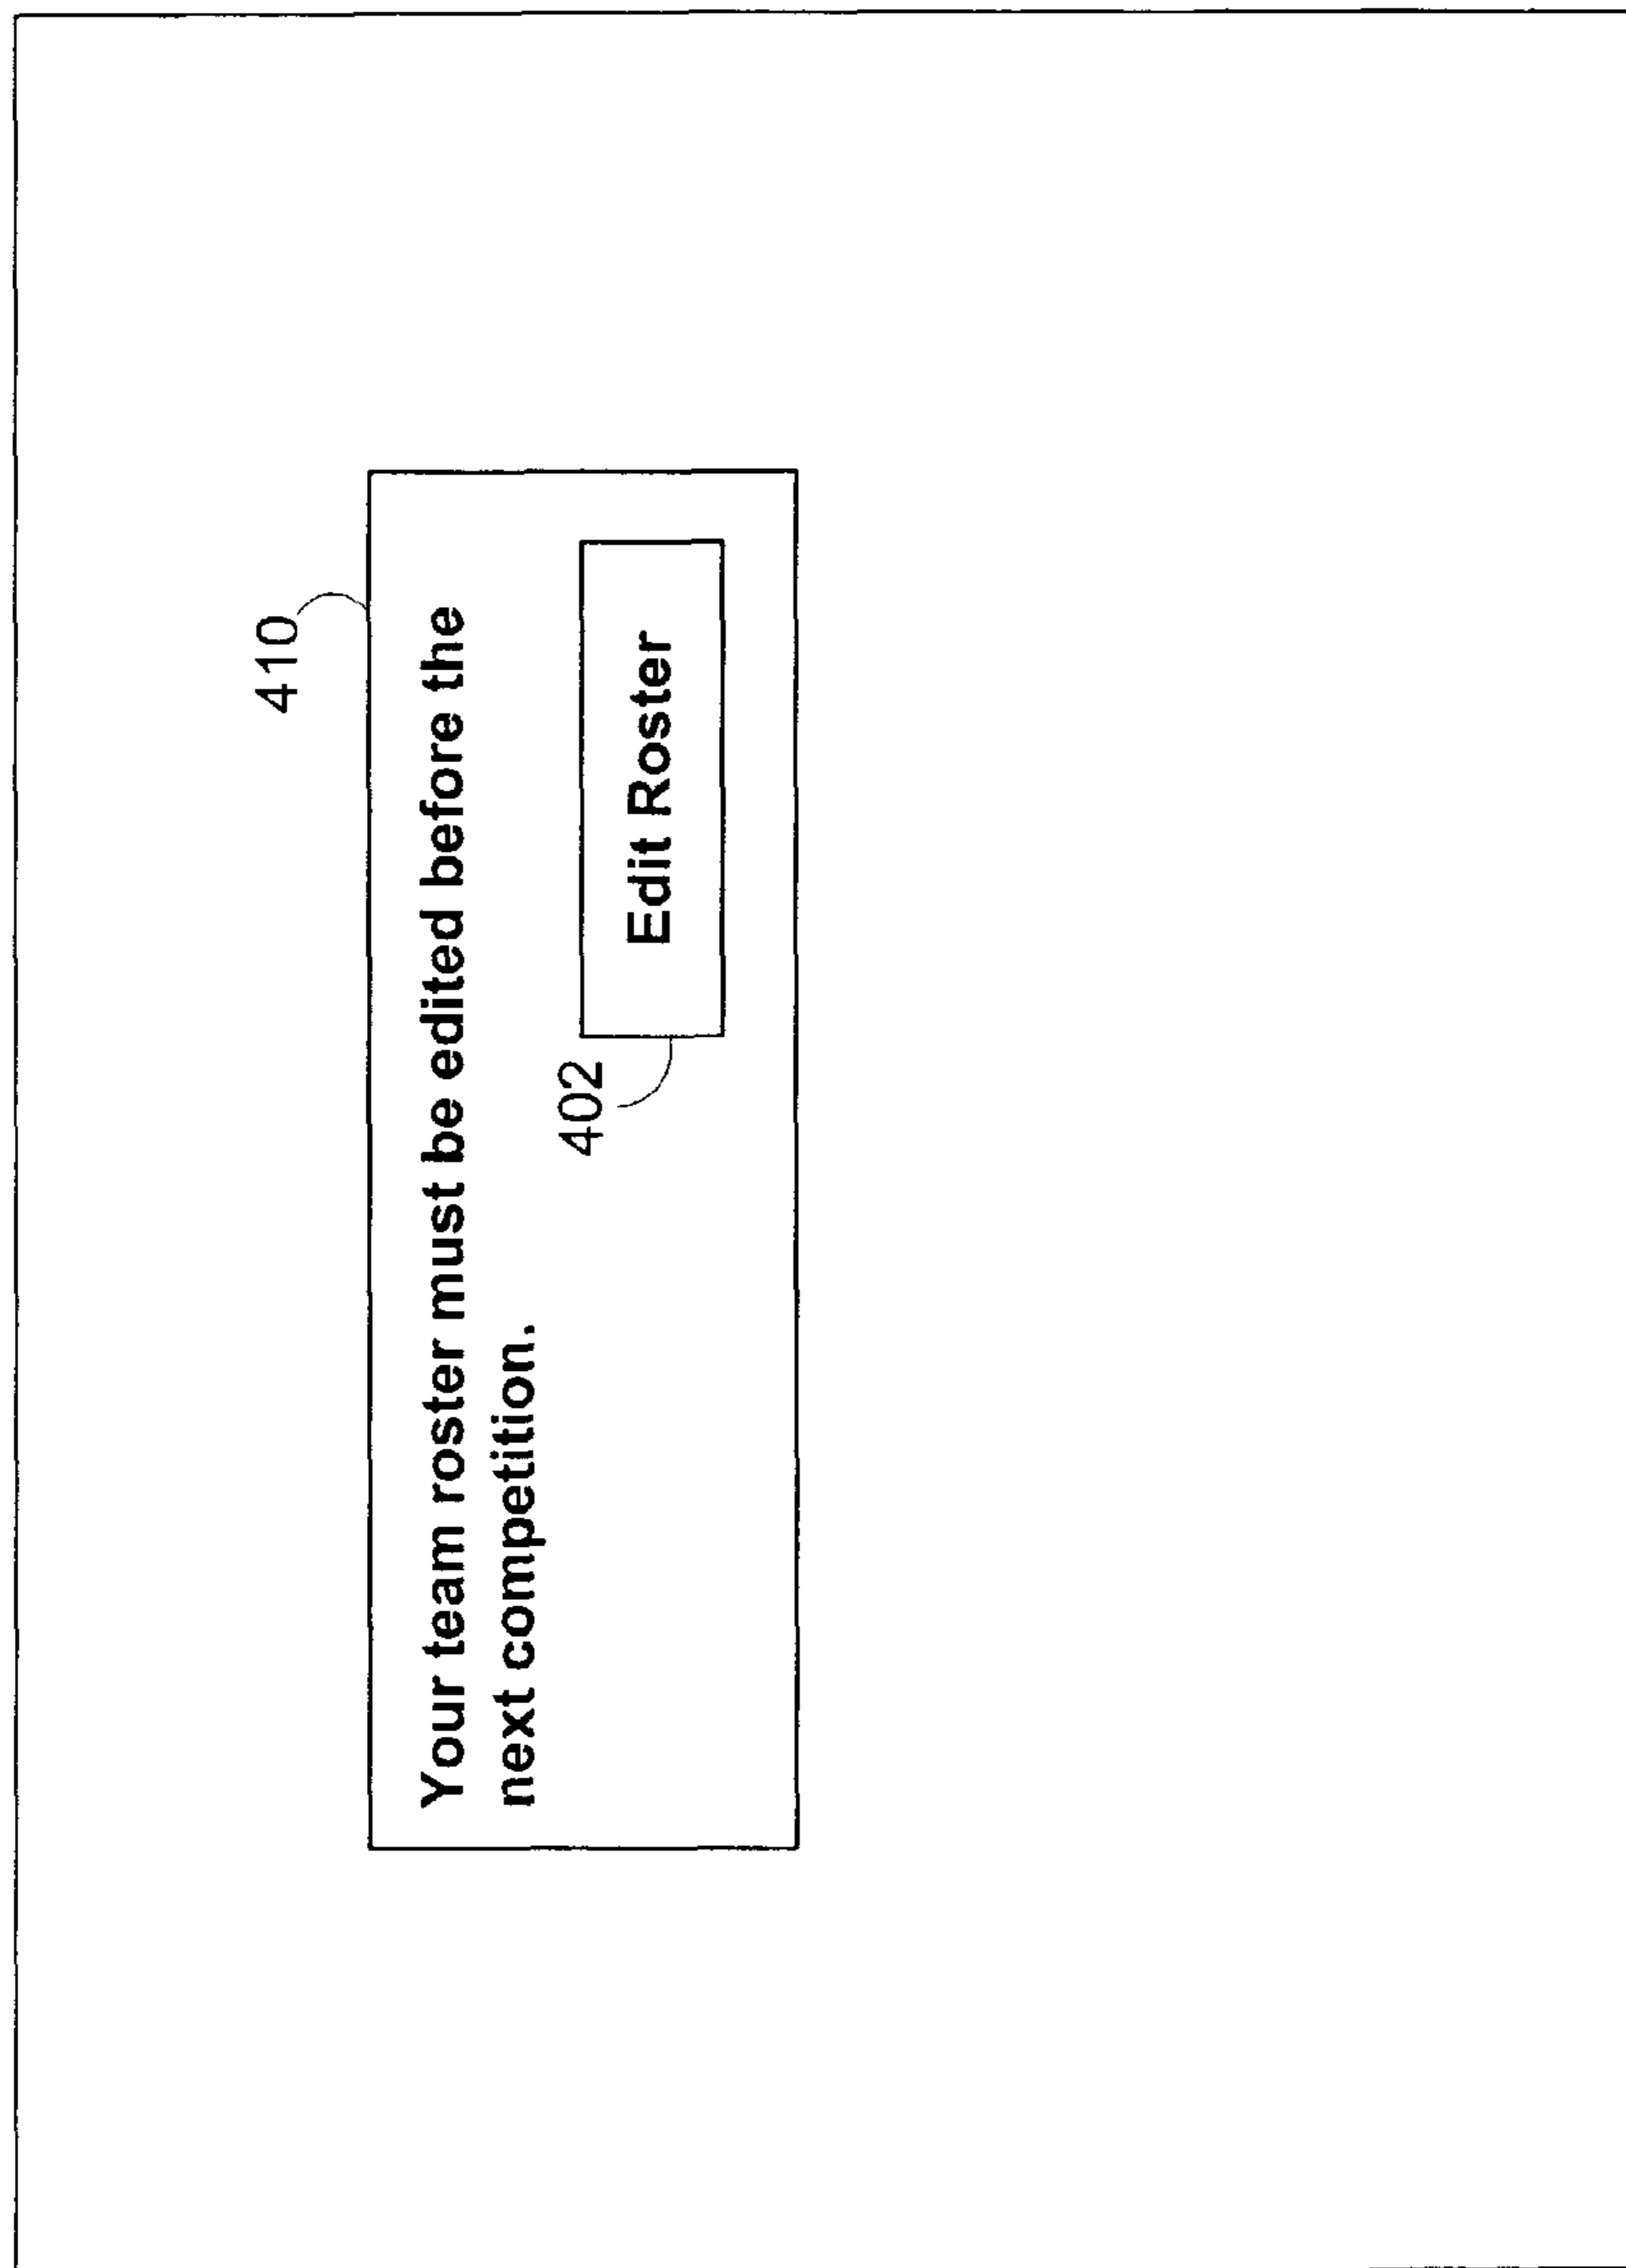 410
Your team roster must be edited before the
next competition.
402
Edit Roster